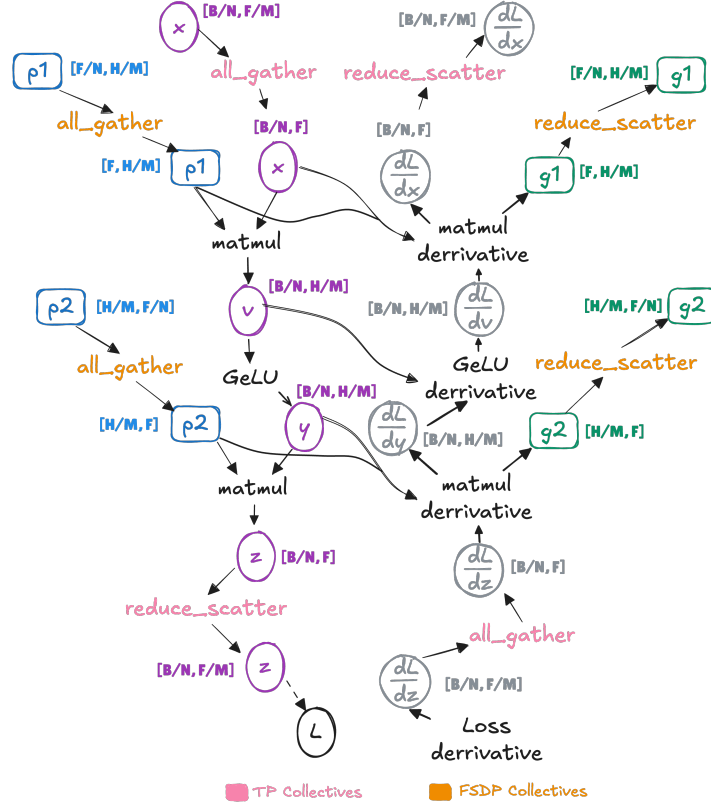 x
[B/N, F/M]
[B/N, F/M]
dL
dx
p1
[F/N, H/M]
all_gather
reduce_scatter
[F/N, H/M]
g1
all_gather
[B/N, F]
[B/N, F]
reduce_scatter
[F, H/M]
p1
x
dL
dx
g1
[F, H/M]
matmul
matmul
derrivative
p2
[H/M, F/N]
v
[B/N, H/M]
[B/N, H/M]
dL
dv
[H/M, F/N]
g2
all_gather
GeLU
GeLU
derrivative
reduce_scatter
[H/M, F]
p2
[B/N, H/M]
y
dL
dy
[B/N, H/M]
g2
[H/M, F]
matmul
matmul
derrivative
z
[B/N, F]
dL
dz
[B/N, F]
reduce_scatter
all_gather
[B/N, F/M]
z
dL
dz
[B/N, F/M]
L
Loss
derrivative
TP Collectives
FSDP Collectives